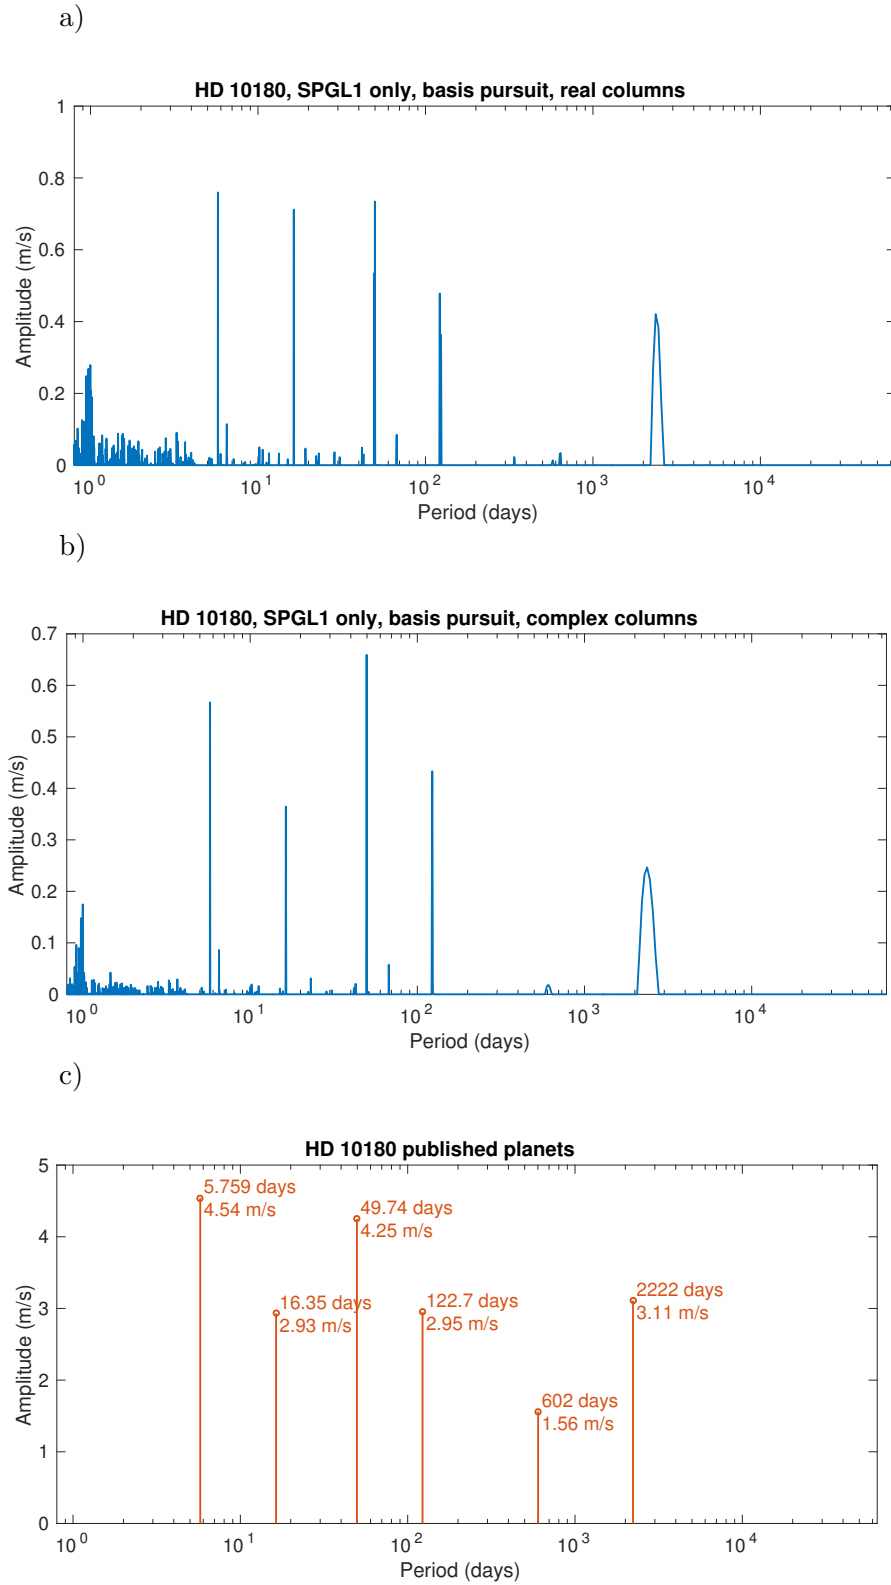 a)
HD 10180, SPGL1 only, basis pursuit, real columns
1
0.8
0.6
0.4
0.2
0
Amplitude (m/s)
10^0 10^1 10^2 10^3 10^4
Period (days)
b)
HD 10180, SPGL1 only, basis pursuit, complex columns
0.7
0.6
0.5
0.4
0.3
0.2
0.1
0
Amplitude (m/s)
10^0 10^1 10^2 10^3 10^4
Period (days)
c)
HD 10180 published planets
5
4
3
2
1
0
Amplitude (m/s)
5.759 days
4.54 m/s
16.35 days
2.93 m/s
49.74 days
4.25 m/s
122.7 days
2.95 m/s
602 days
1.56 m/s
2222 days
3.11 m/s
10^0 10^1 10^2 10^3 10^4
Period (days)